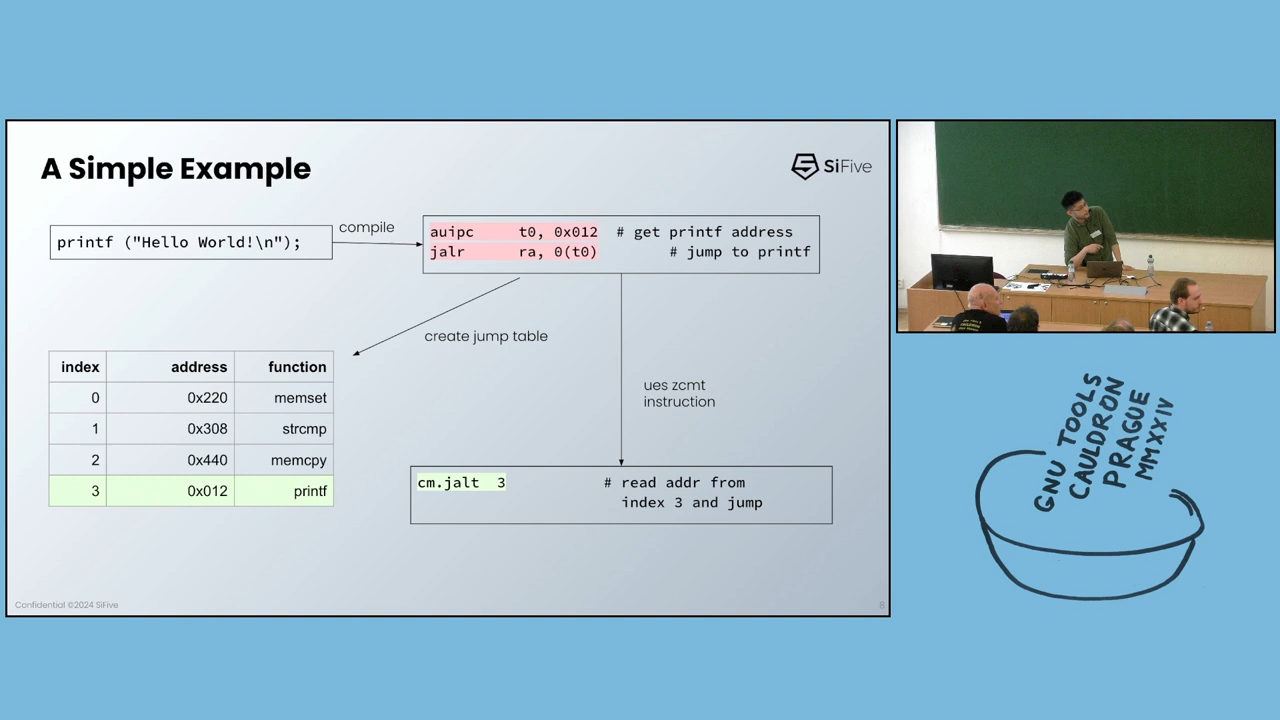 A Simple Example
SiFive
printf ("Hello World!\n");
compile
auipc t0, 0x012 # get printf address
jalr ra, 0(t0) # jump to printf
create jump table
index address function
0 0x220 memset
1 0x308 strcmp
2 0x440 memcpy
3 0x012 printf
ues zcmt
instruction
cm.jalt 3 # read addr from
index 3 and jump
Confidential ©2024 SiFive
8
GNU TOOLS
CAULDRON
PRAGUE
MMXXIV